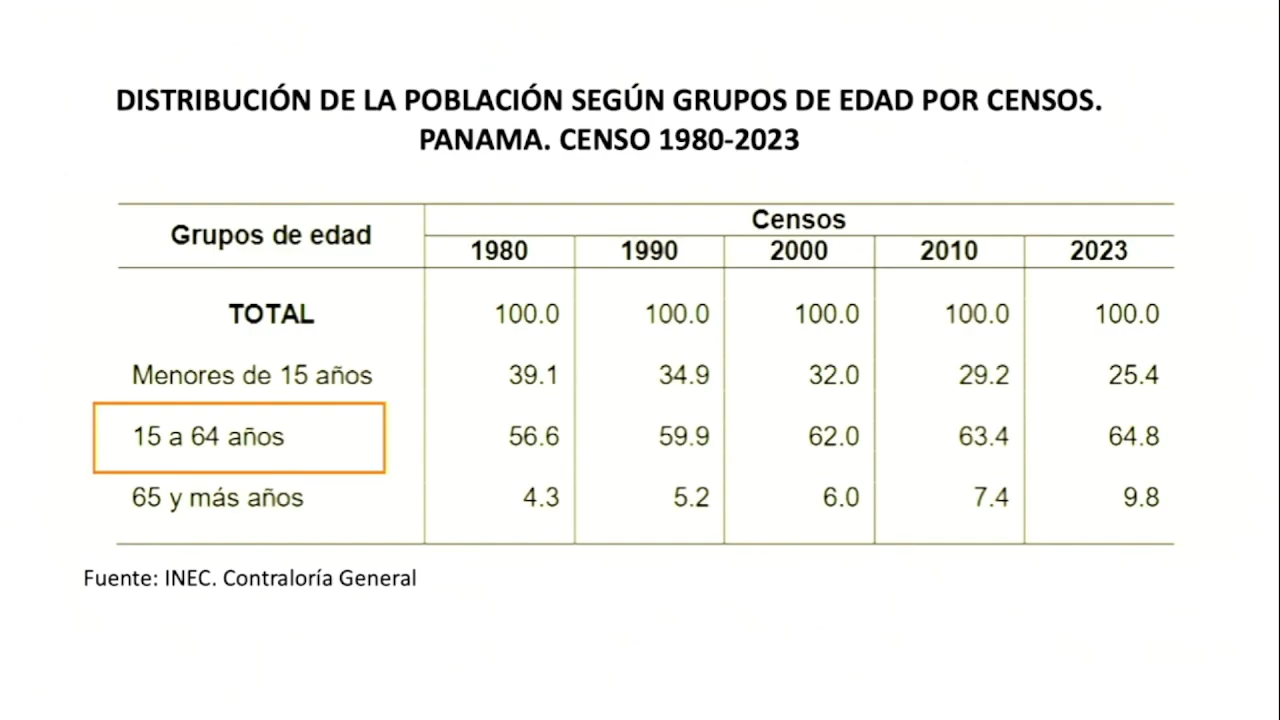 DISTRIBUCIÓN DE LA POBLACIÓN SEGÚN GRUPOS DE EDAD POR CENSOS.
PANAMA. CENSO 1980-2023
Grupos de edad Censos
1980 1990 2000 2010 2023
TOTAL 100.0 100.0 100.0 100.0 100.0
Menores de 15 años 39.1 34.9 32.0 29.2 25.4
15 a 64 años 56.6 59.9 62.0 63.4 64.8
65 y más años 4.3 5.2 6.0 7.4 9.8
Fuente: INEC. Contraloría General